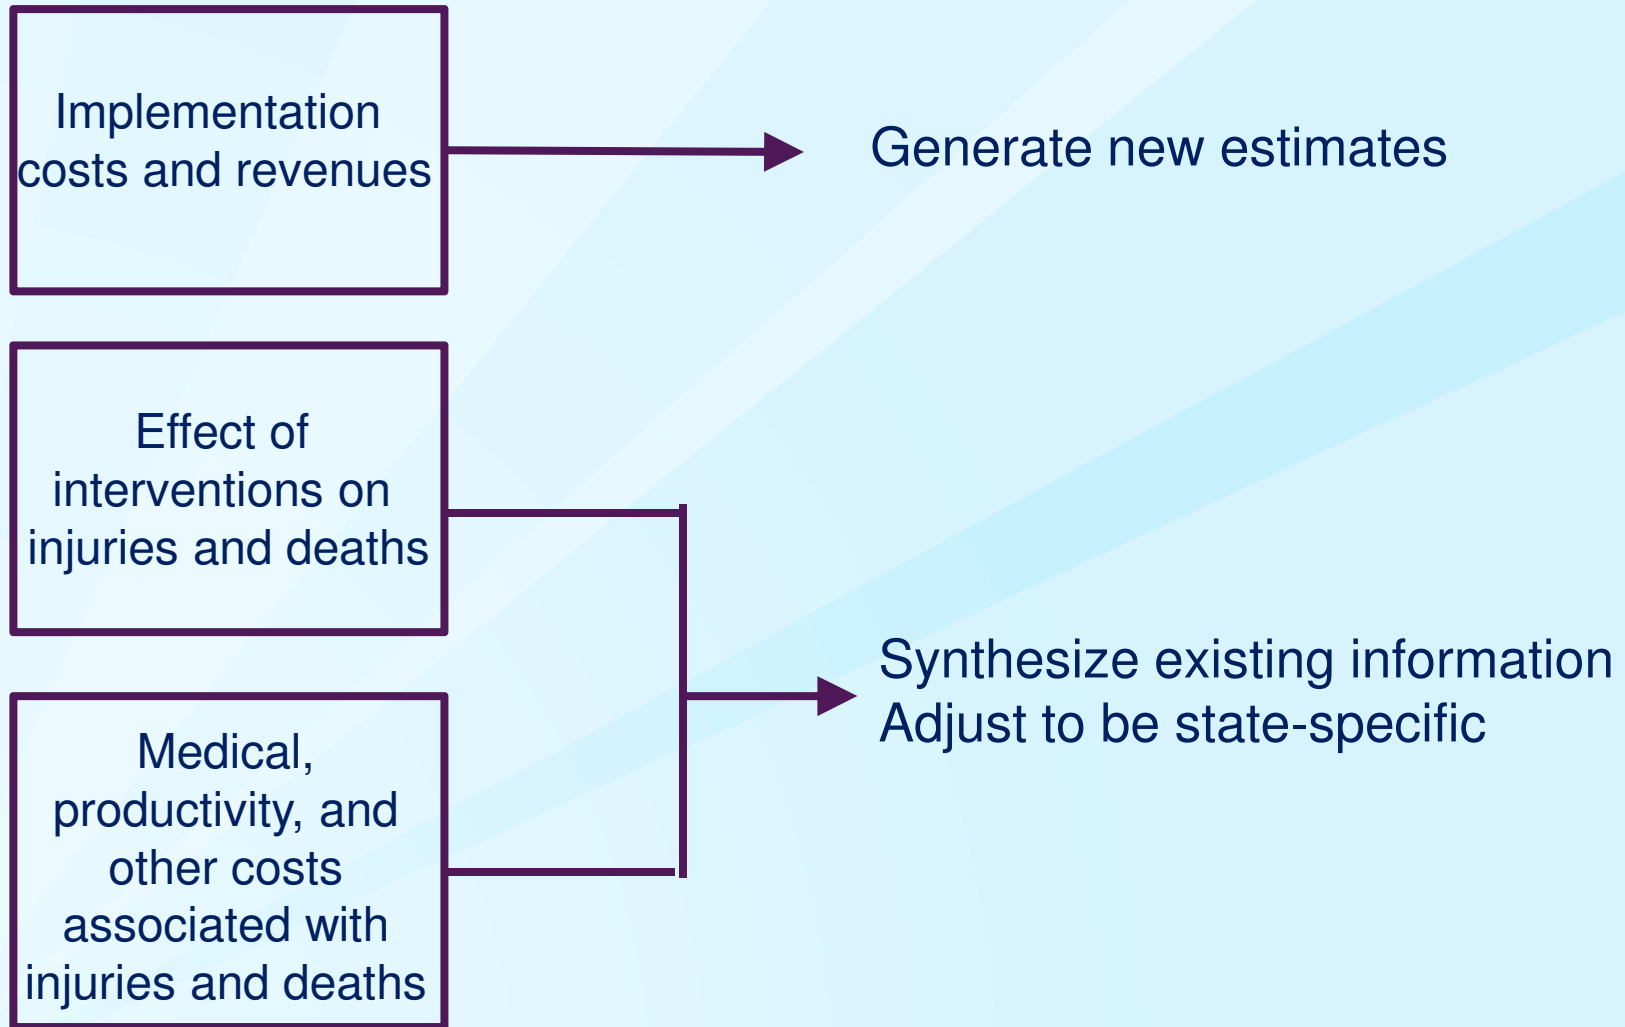 Implementation
costs and revenues
Generate new estimates
Effect of
interventions on
injuries and deaths
Medical,
productivity, and
other costs
associated with
injuries and deaths
Synthesize existing information
Adjust to be state-specific